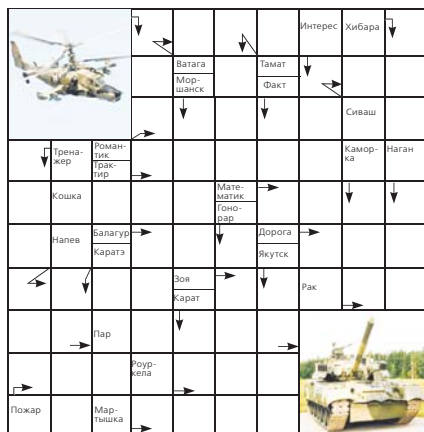 Интерес
Хибара
Ватага
Мор-
шанск
Тамат
Факт
Сиваш
Трена-
жер
Роман-
тик
Трак-
тир
Камор-
ка
Наган
Кошка
Мате-
матик
Гоно-
рар
Напев
Балагур
Каратэ
Дорога
Якутск
Зоя
Карат
Рак
Пар
Роур-
кела
Пожар
Мар-
тышка